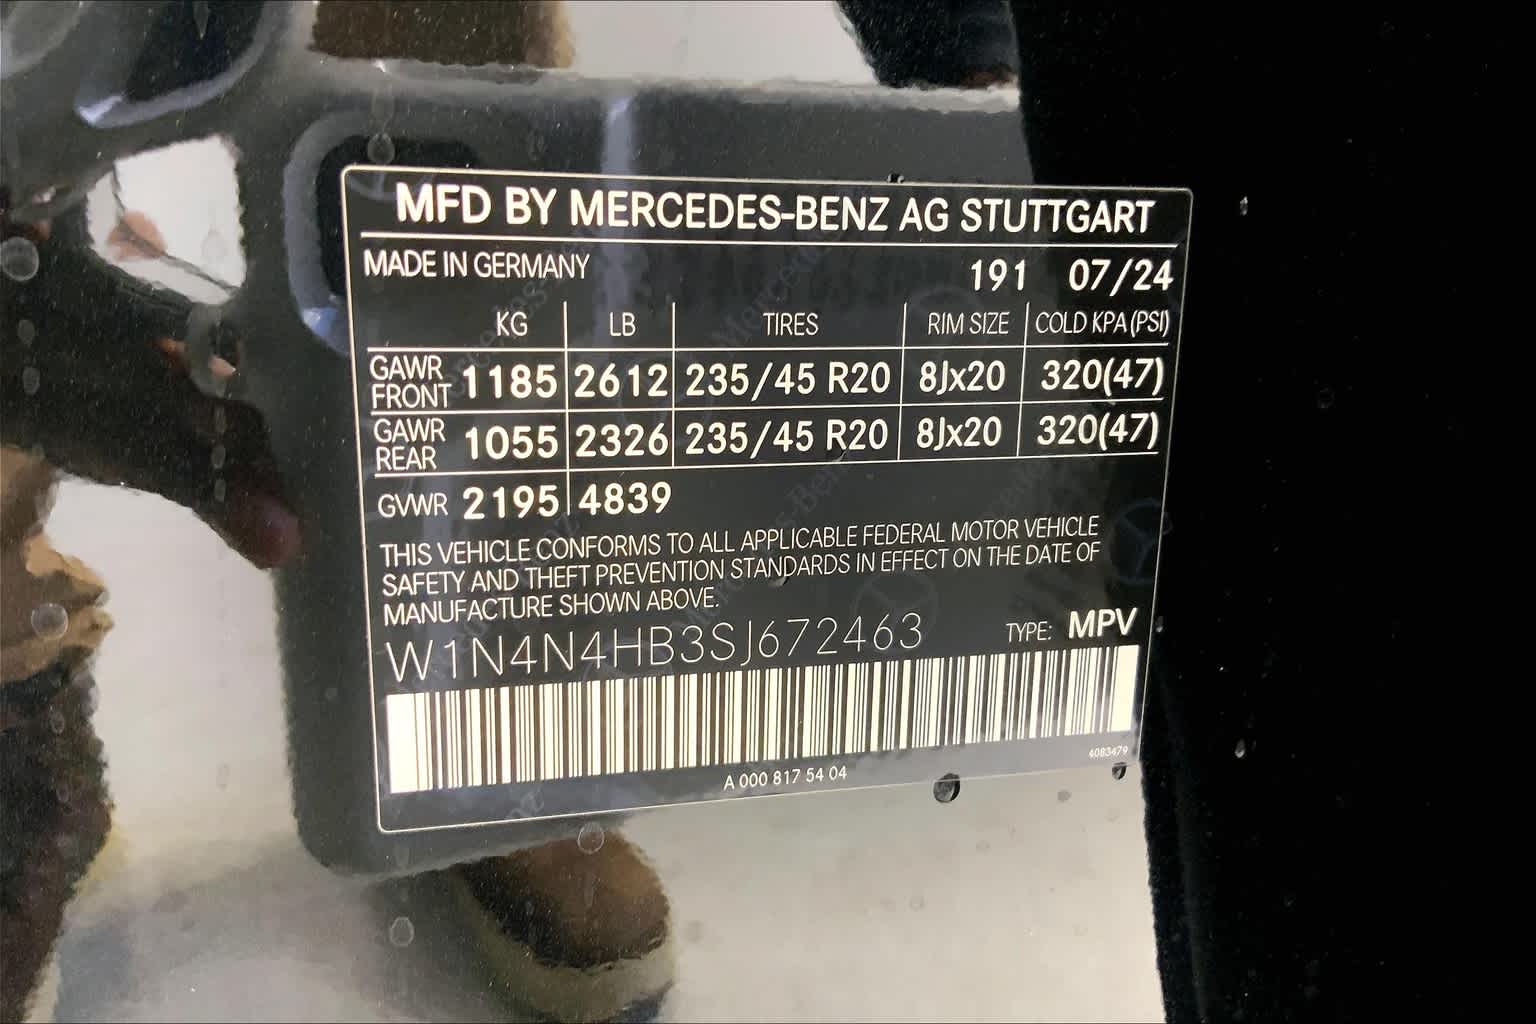 MFD BY MERCEDES-BENZ AG STUTTGART
MADE IN GERMANY 191 07/24
KG LB TIRES RIM SIZE COLD KPA (PSI)
GAWR FRONT 1185 2612 235/45 R20 8Jx20 320(47)
GAWR REAR 1055 2326 235/45 R20 8Jx20 320(47)
GVWR 2195 4839
THIS VEHICLE CONFORMS TO ALL APPLICABLE FEDERAL MOTOR VEHICLE
SAFETY AND THEFT PREVENTION STANDARDS IN EFFECT ON THE DATE OF
MANUFACTURE SHOWN ABOVE.
W1N4N4HB3SJ672463 TYPE: MPV
4083479
A 000 817 54 04